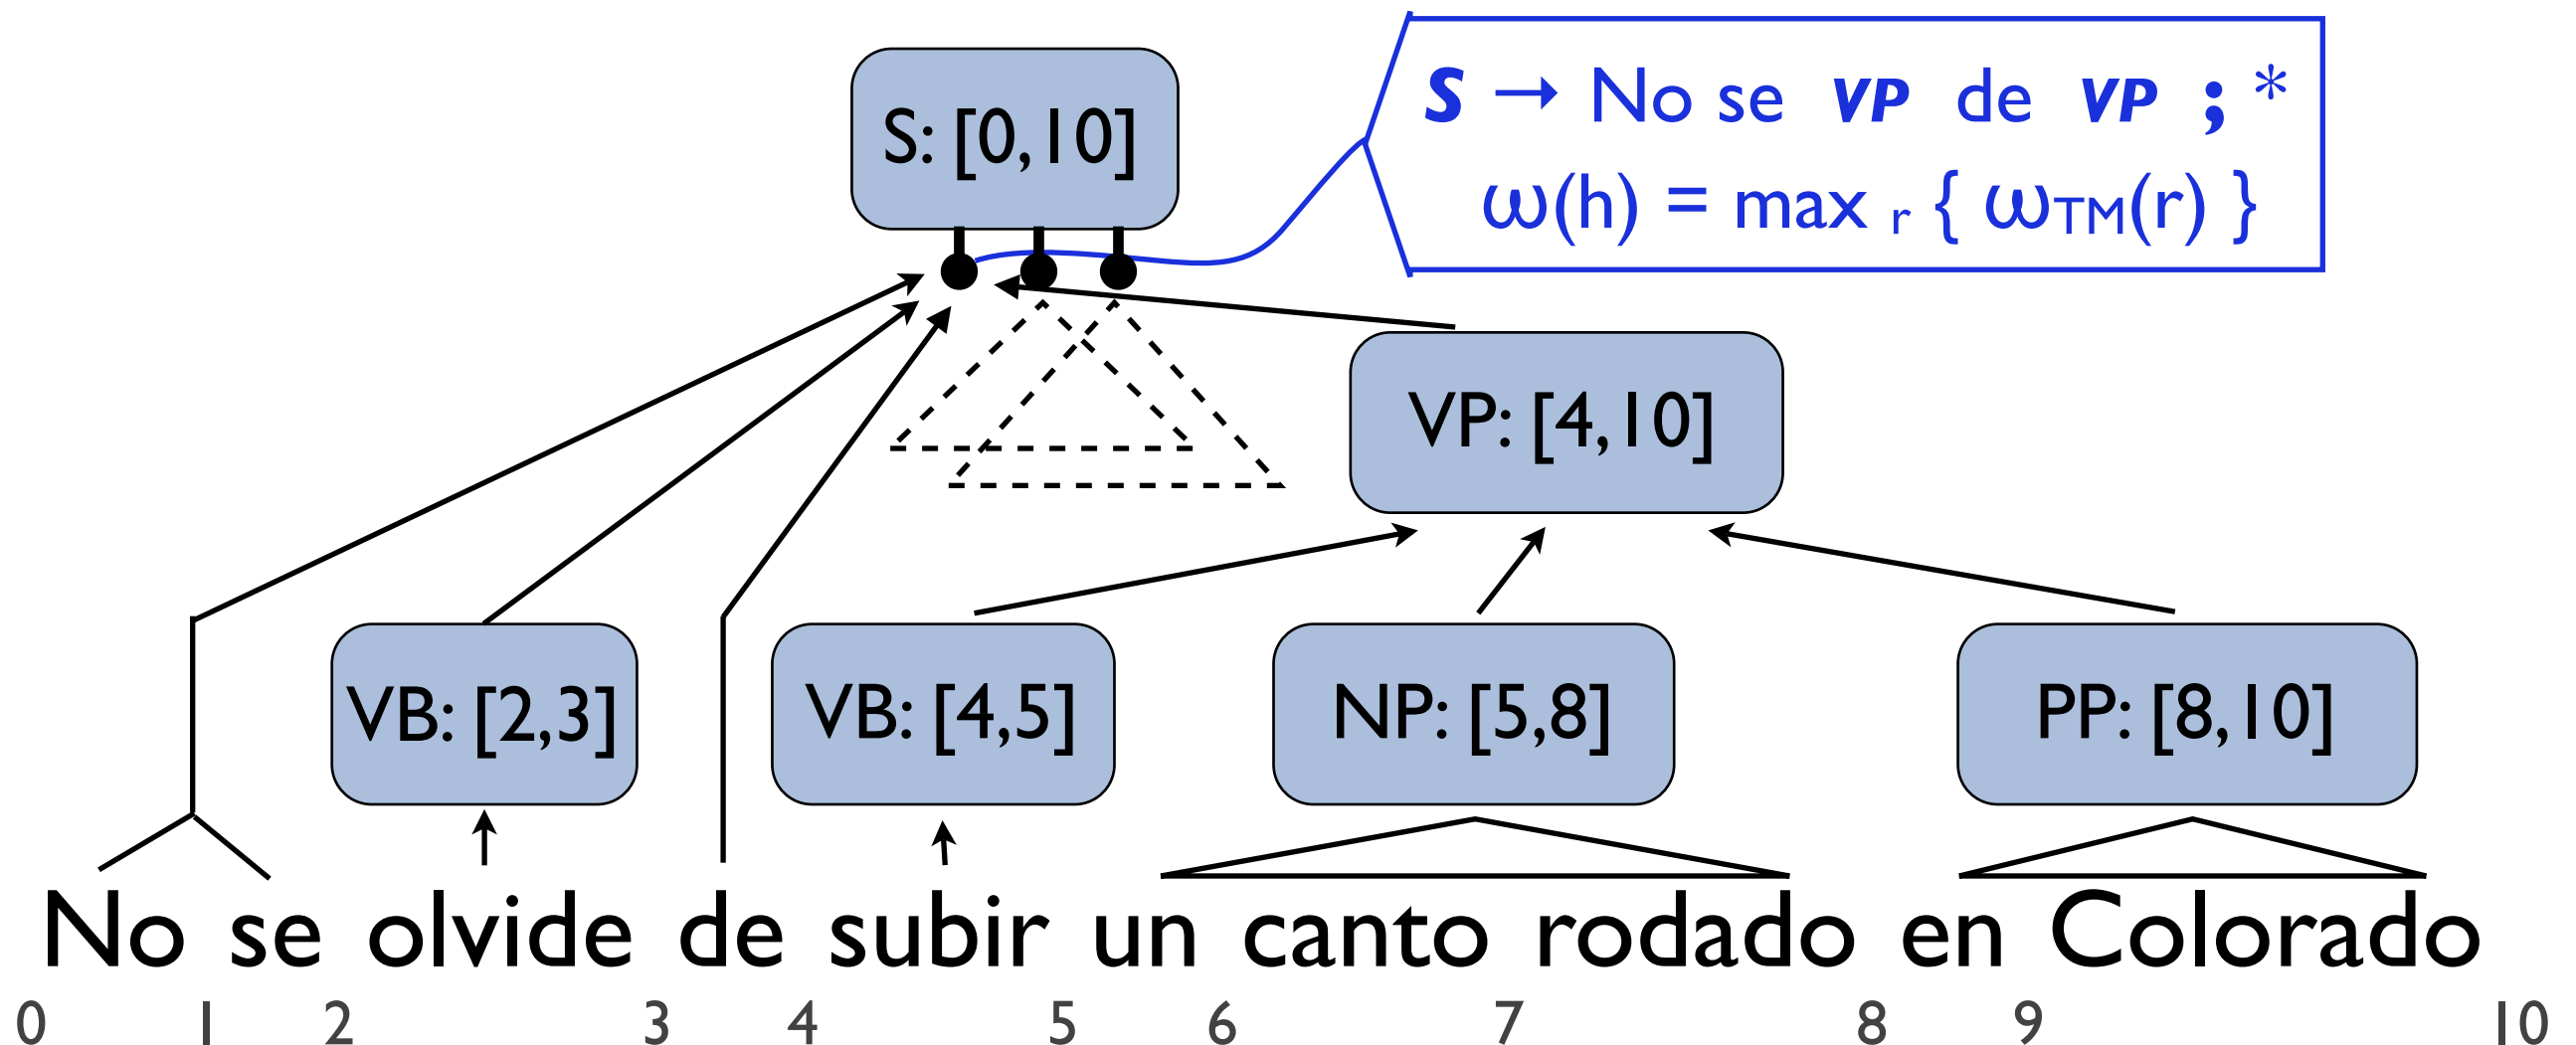 S → No se VP de VP ; *
S: [0,10]
ω(h) = max r { ωTM(r) }
VP: [4,10]
VB: [2,3] VB: [4,5] NP: [5,8] PP: [8,10]
No se olvide de subir un canto rodado en Colorado
0 1 2 3 4 5 6 7 8 9 10